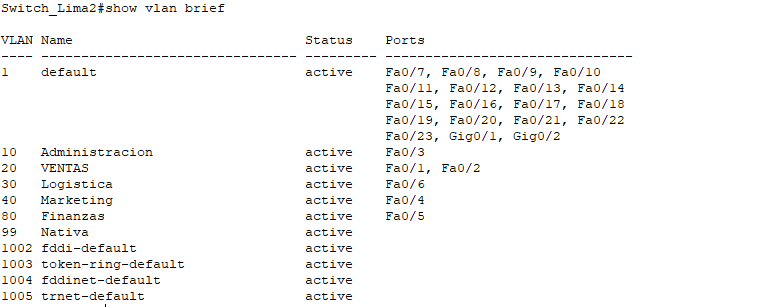 Switch_Lima2#show vlan brief
VLAN Name                             Status    Ports
---- -------------------------------- --------- -------------------------------
1    default                          active    Fa0/7, Fa0/8, Fa0/9, Fa0/10
                                                Fa0/11, Fa0/12, Fa0/13, Fa0/14
                                                Fa0/15, Fa0/16, Fa0/17, Fa0/18
                                                Fa0/19, Fa0/20, Fa0/21, Fa0/22
                                                Fa0/23, Gig0/1, Gig0/2
10   Administracion                   active    Fa0/3
20   VENTAS                           active    Fa0/1, Fa0/2
30   Logistica                        active    Fa0/6
40   Marketing                        active    Fa0/4
80   Finanzas                         active    Fa0/5
99   Nativa                           active
1002 fddi-default                     active
1003 token-ring-default               active
1004 fddinet-default                  active
1005 trnet-default                    active